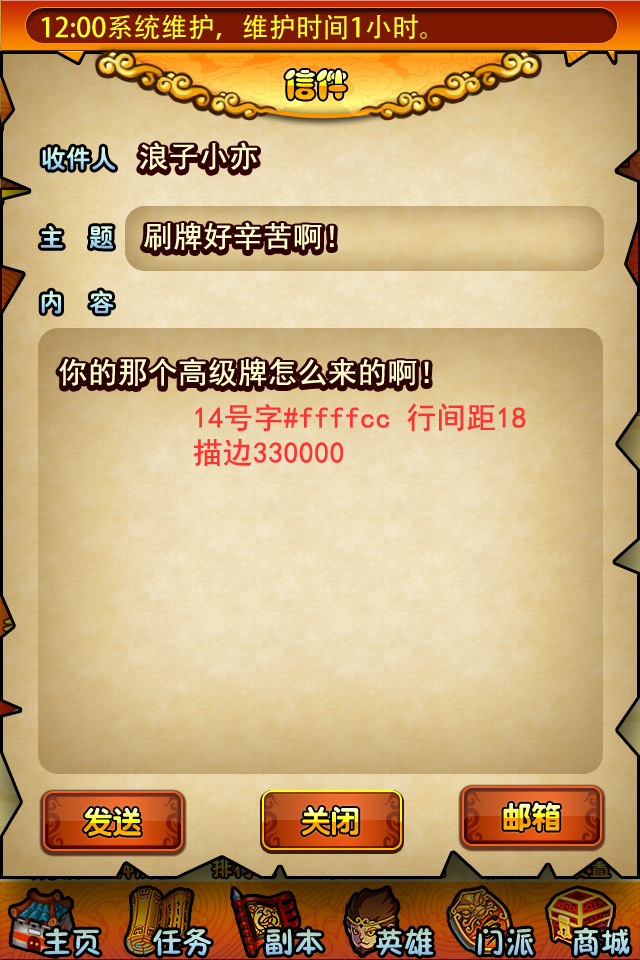 12:00系统维护，维护时间1小时。
信件
收件人 浪子小亦
主 题 刷牌好辛苦啊！
内 容
你的那个高级牌怎么来的啊！
14号字#ffffcc 行间距18
描边330000
发送 关闭 邮箱
主页 任务 副本 英雄 门派 商城